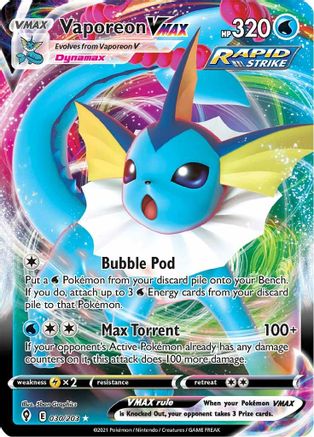 VMAX
Vaporeon VMAX
HP 320
Evolves from Vaporeon V
Dynamax
RAPID
STRIKE
Bubble Pod
Put a Pokémon from your discard pile onto your Bench.
If you do, attach up to 3 Energy cards from your discard
pile to that Pokémon.
Max Torrent 100+
If your opponent's Active Pokémon already has any damage
counters on it, this attack does 100 more damage.
weakness ×2 resistance retreat
Illus. 5ban Graphics
E 030/203 ★
VMAX rule When your Pokémon VMAX
is Knocked Out, your opponent takes 3 Prize cards.
©2021 Pokémon / Nintendo / Creatures / GAME FREAK